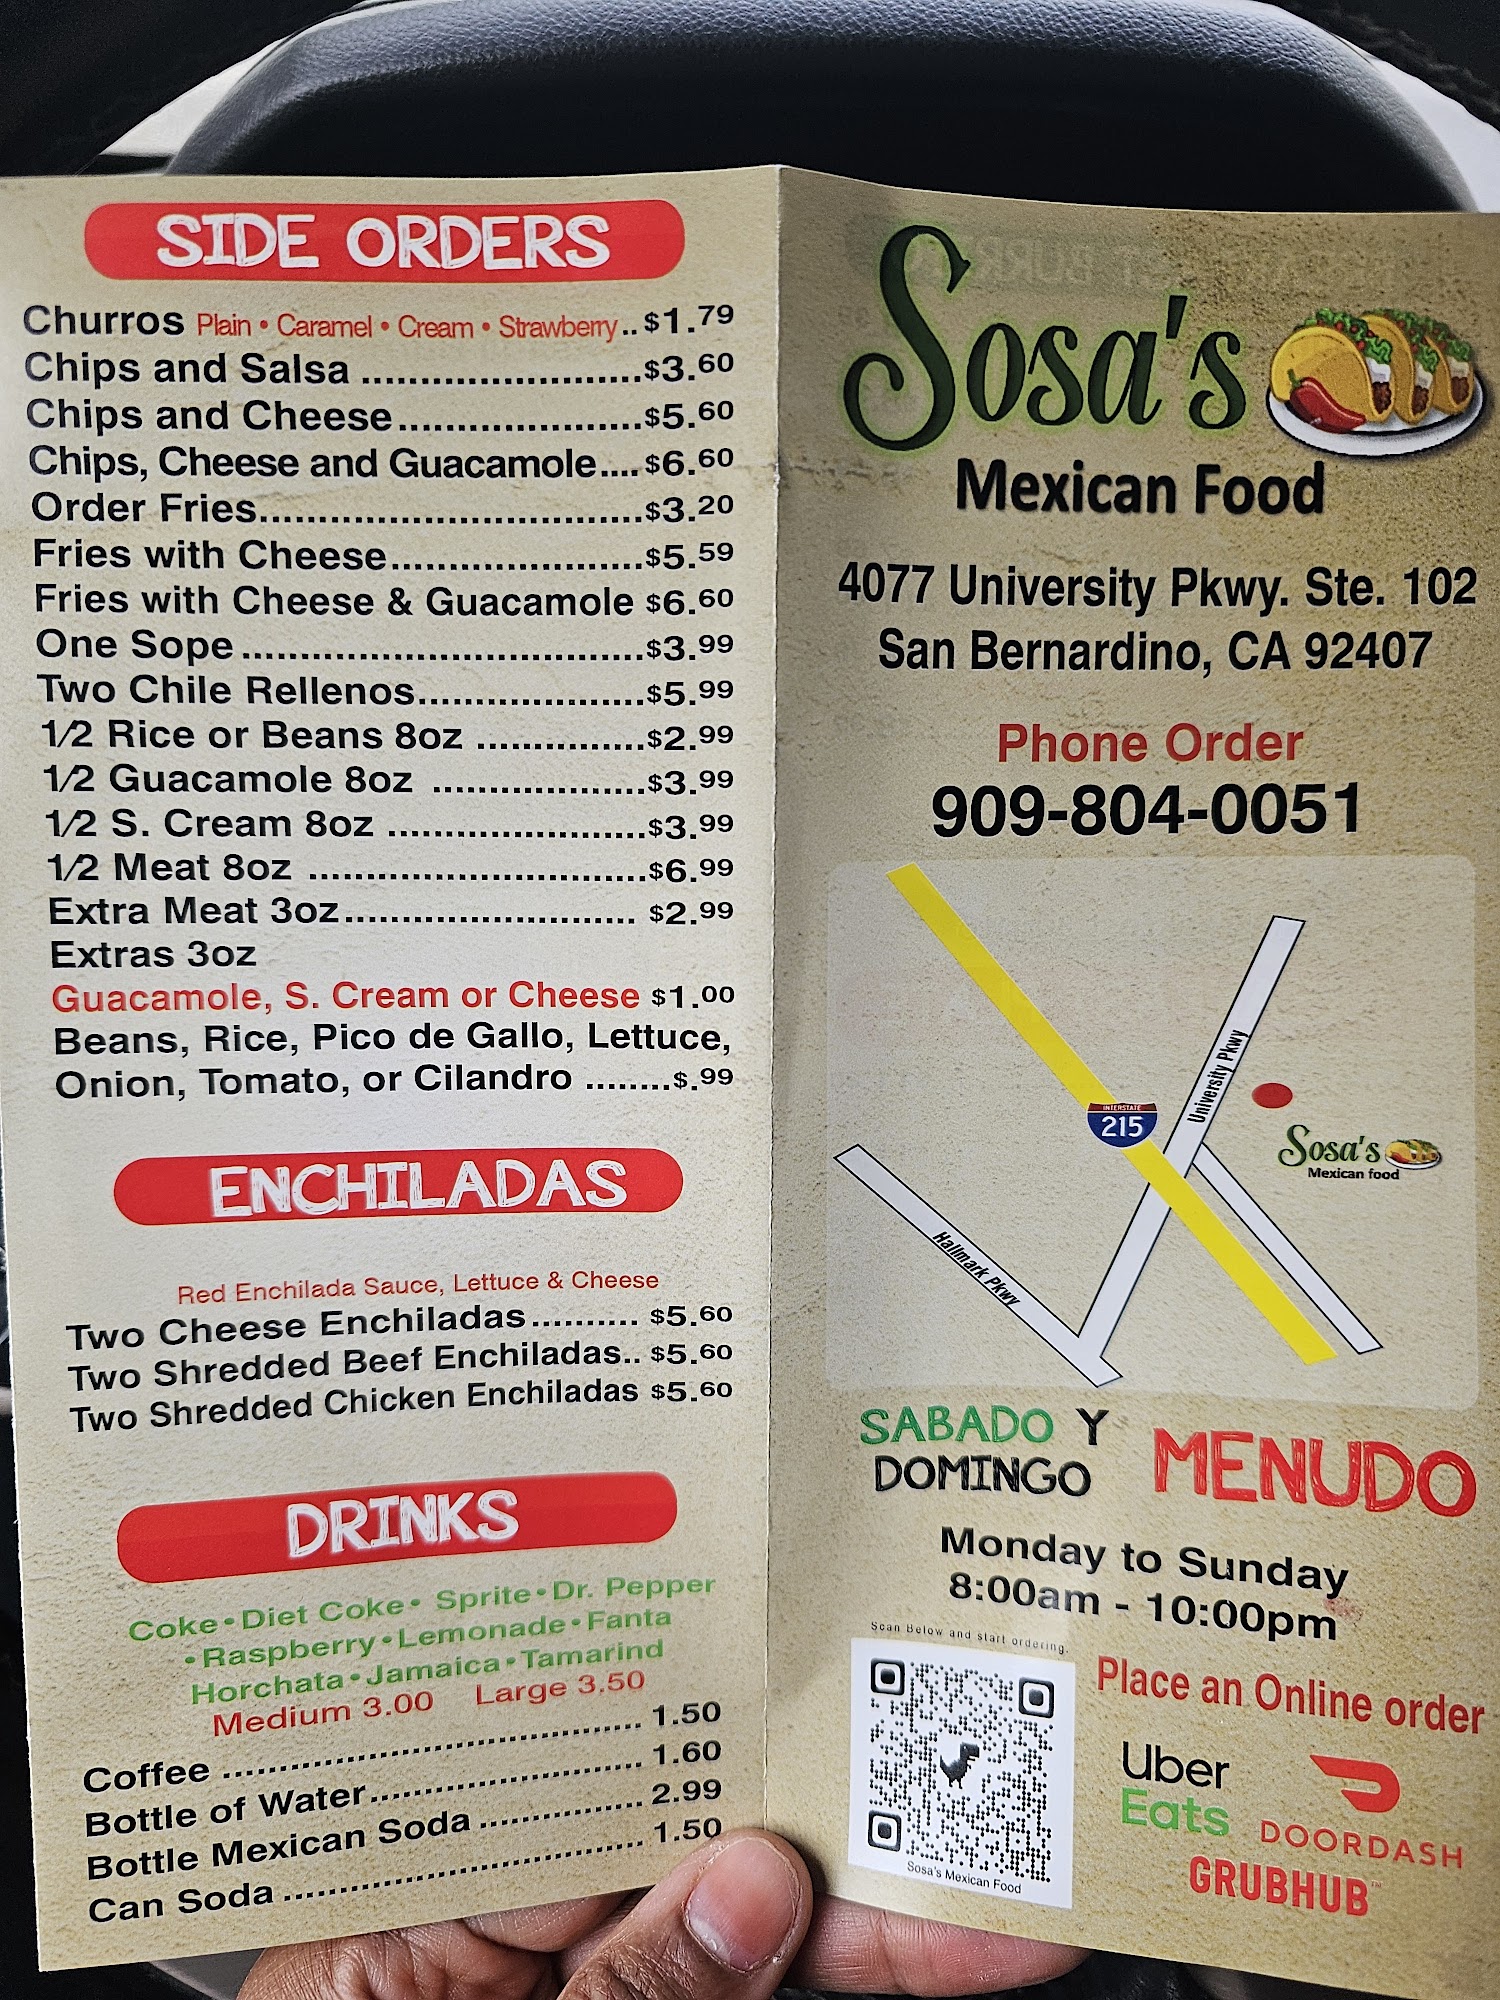 SIDE ORDERS
Churros Plain • Caramel • Cream • Strawberry..$1.79
Chips and Salsa ........................$3.60
Chips and Cheese.....................$5.60
Chips, Cheese and Guacamole....$6.60
Order Fries.................................$3.20
Fries with Cheese......................$5.59
Fries with Cheese & Guacamole $6.60
One Sope...................................$3.99
Two Chile Rellenos....................$5.99
1/2 Rice or Beans 8oz ...............$2.99
1/2 Guacamole 8oz ...................$3.99
1/2 S. Cream 8oz .......................$3.99
1/2 Meat 8oz ..............................$6.99
Extra Meat 3oz.......................... $2.99
Extras 3oz
Guacamole, S. Cream or Cheese $1.00
Beans, Rice, Pico de Gallo, Lettuce,
Onion, Tomato, or Cilandro ........$.99
ENCHILADAS
Red Enchilada Sauce, Lettuce & Cheese
Two Cheese Enchiladas.......... $5.60
Two Shredded Beef Enchiladas.. $5.60
Two Shredded Chicken Enchiladas $5.60
DRINKS
Coke • Diet Coke • Sprite • Dr. Pepper
• Raspberry • Lemonade • Fanta
Horchata • Jamaica • Tamarind
Medium 3.00 Large 3.50
Coffee ........................................ 1.50
Bottle of Water.......................... 1.60
Bottle Mexican Soda ............... 2.99
Can Soda ................................... 1.50
Sosa's
Mexican Food
4077 University Pkwy. Ste. 102
San Bernardino, CA 92407
Phone Order
909-804-0051
INTERSTATE
215
University Pkwy
Hallmark Pkwy
Sosa's
Mexican food
SABADO Y
DOMINGO
MENUDO
Monday to Sunday
8:00am - 10:00pm
Scan Below and start ordering.
Sosa's Mexican Food
Place an Online order
Uber
Eats
DOORDASH
GRUBHUB™